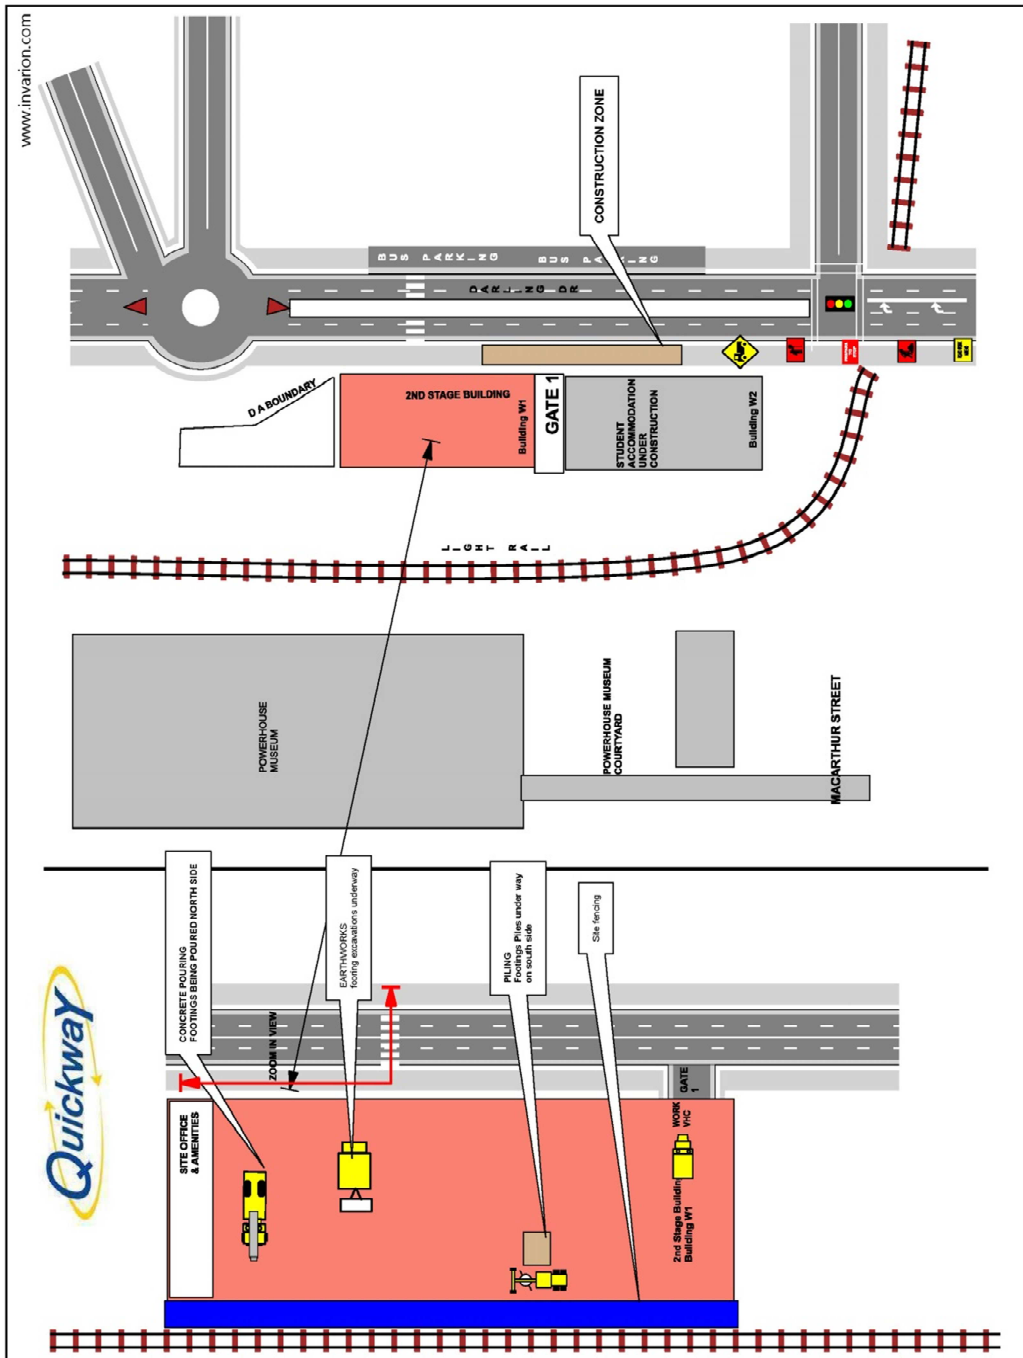 www.invarion.com
CONSTRUCTION ZONE
BUS PARKING
BUS PARKING
DARLING DR
D A BOUNDARY
2ND STAGE BUILDING
Building W1
GATE 1
STUDENT
ACCOMMODATION
UNDER
CONSTRUCTION
Building W2
LIGHT RAIL
POWERHOUSE
MUSEUM
POWERHOUSE MUSEUM
COURTYARD
MACARTHUR STREET
CONCRETE POURING
FOOTINGS BEING POURED NORTH SIDE
EARTHWORKS
footing excavations underway
PILING
Footings Piles under way
on south side
Site fencing
Quickway
ZOOM IN VIEW
SITE OFFICE
& AMENITIES
GATE
1
WORK
VHC
2nd Stage Building
Building W1